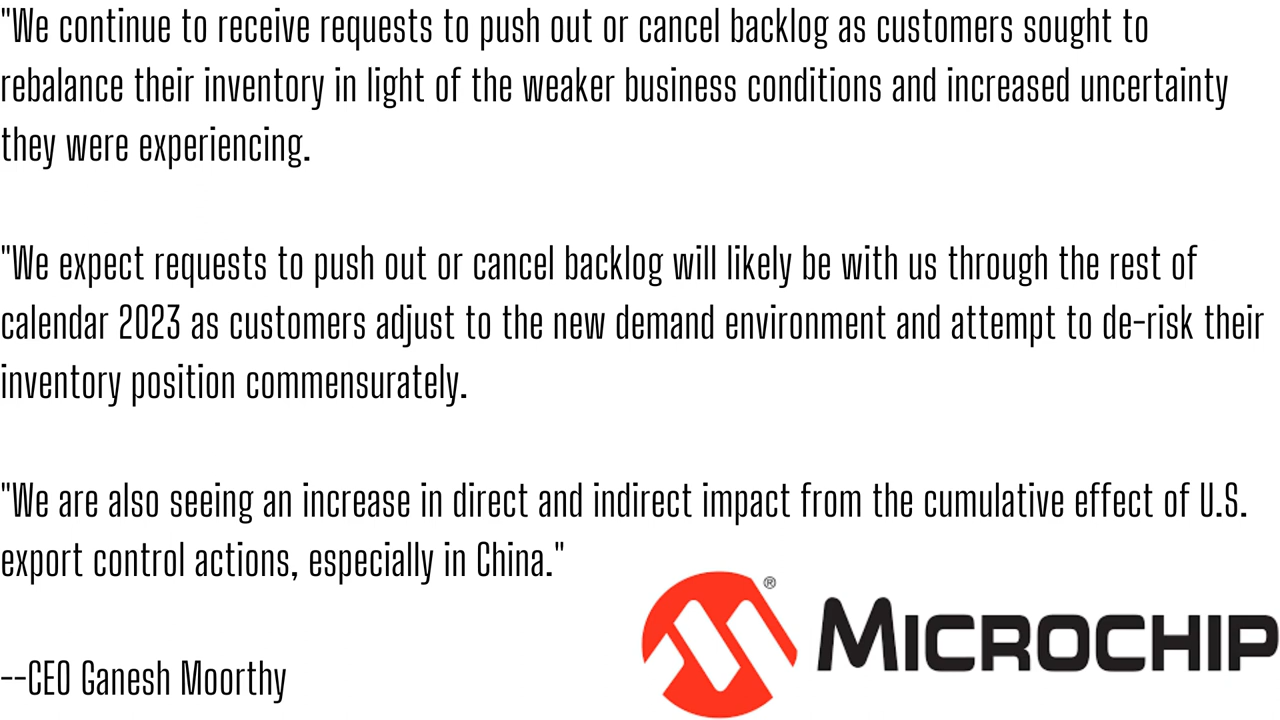 "We continue to receive requests to push out or cancel backlog as customers sought to
rebalance their inventory in light of the weaker business conditions and increased uncertainty
they were experiencing.
"We expect requests to push out or cancel backlog will likely be with us through the rest of
calendar 2023 as customers adjust to the new demand environment and attempt to de-risk their
inventory position commensurately.
"We are also seeing an increase in direct and indirect impact from the cumulative effect of U.S.
export control actions, especially in China."
--CEO Ganesh Moorthy
®
MICROCHIP